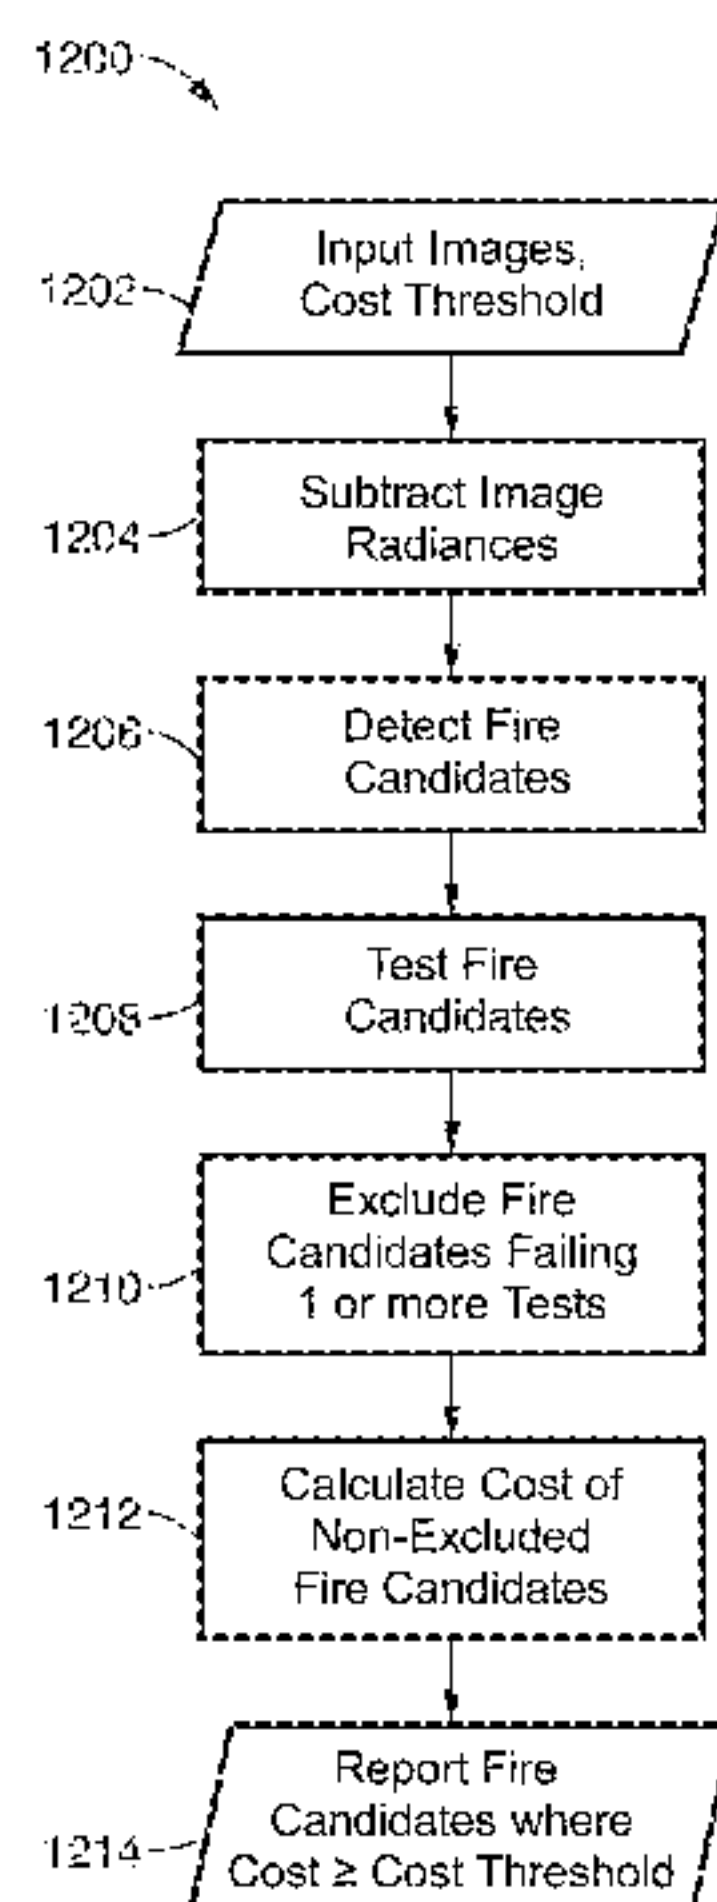 1200
Input Images,
Cost Threshold
1202
Subtract Image
Radiances
1204
Detect Fire
Candidates
1206
Test Fire
Candidates
1208
Exclude Fire
Candidates Failing
1 or more Tests
1210
Calculate Cost of
Non-Excluded
Fire Candidates
1212
Report Fire
Candidates where
Cost ≥ Cost Threshold
1214